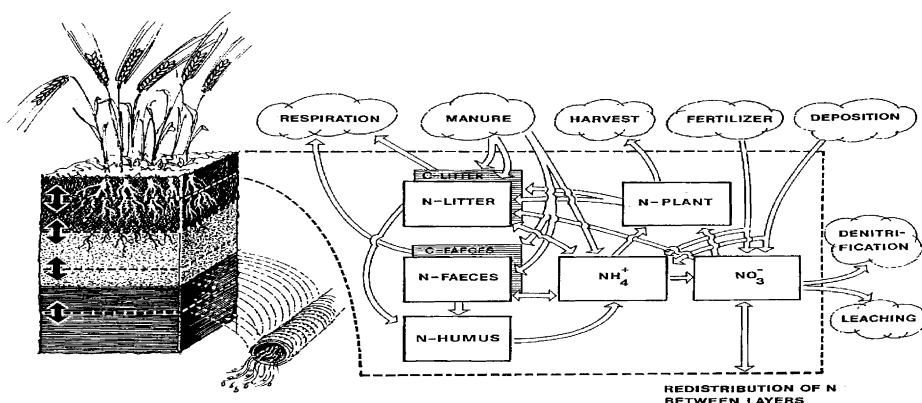 RESPIRATION
MANURE
HARVEST
FERTILIZER
DEPOSITION
C-LITTER
N-LITTER
N-PLANT
DENITRI-
FICATION
C-FAECES
N-FAECES
NH₄⁺
NO₃⁻
LEACHING
N-HUMUS
REDISTRIBUTION OF N
BETWEEN LAYERS